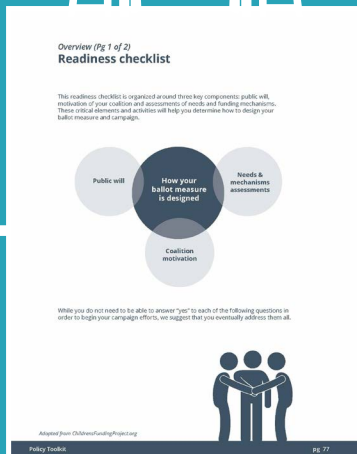 Overview (Pg 1 of 2)
Readiness checklist
This readiness checklist is organized around three key components: public will,
motivation of your coalition and assessments of needs and funding mechanisms.
These critical elements and activities will help you determine how to design your
ballot measure and campaign.
Public will
How your
ballot measure
is designed
Needs &
mechanisms
assessments
Coalition
motivation
While you do not need to be able to answer "yes" to each of the following questions in
order to begin your campaign efforts, we suggest that you eventually address them all.
Adapted from ChildrensFundingProject.org
Policy Toolkit
pg 77